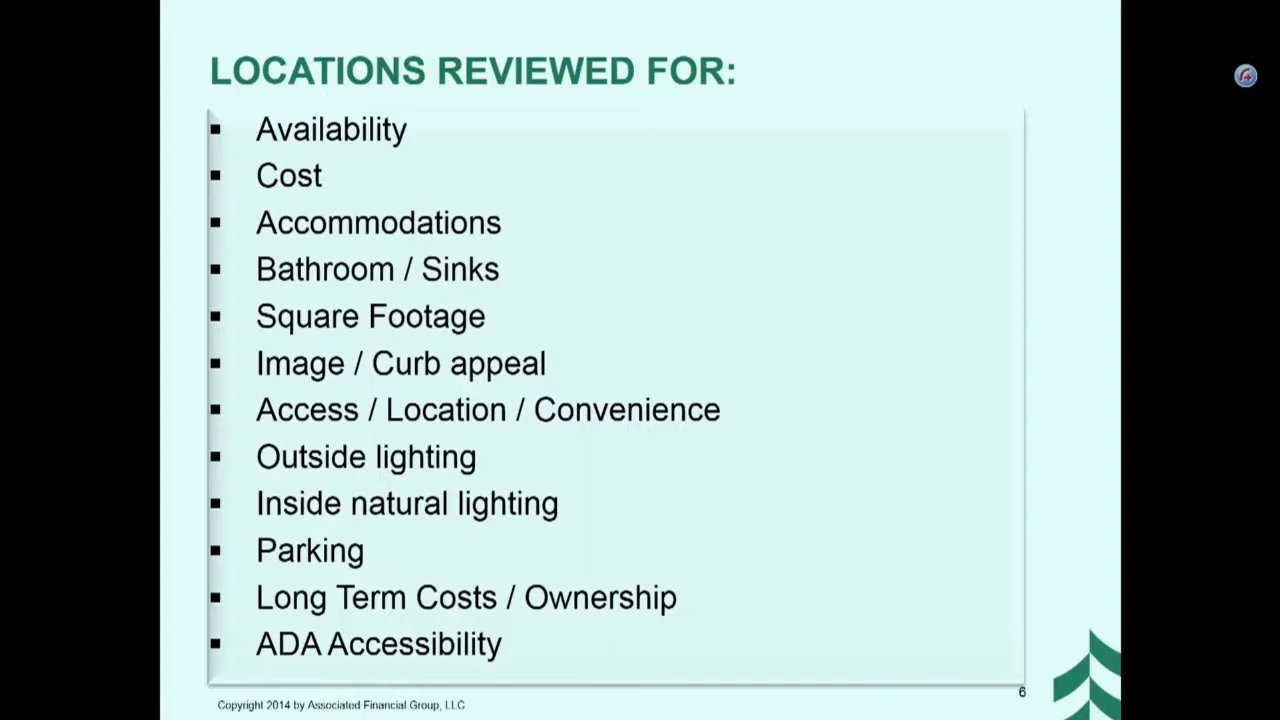 LOCATIONS REVIEWED FOR:
▪ Availability
▪ Cost
▪ Accommodations
▪ Bathroom / Sinks
▪ Square Footage
▪ Image / Curb appeal
▪ Access / Location / Convenience
▪ Outside lighting
▪ Inside natural lighting
▪ Parking
▪ Long Term Costs / Ownership
▪ ADA Accessibility
6
Copyright 2014 by Associated Financial Group, LLC